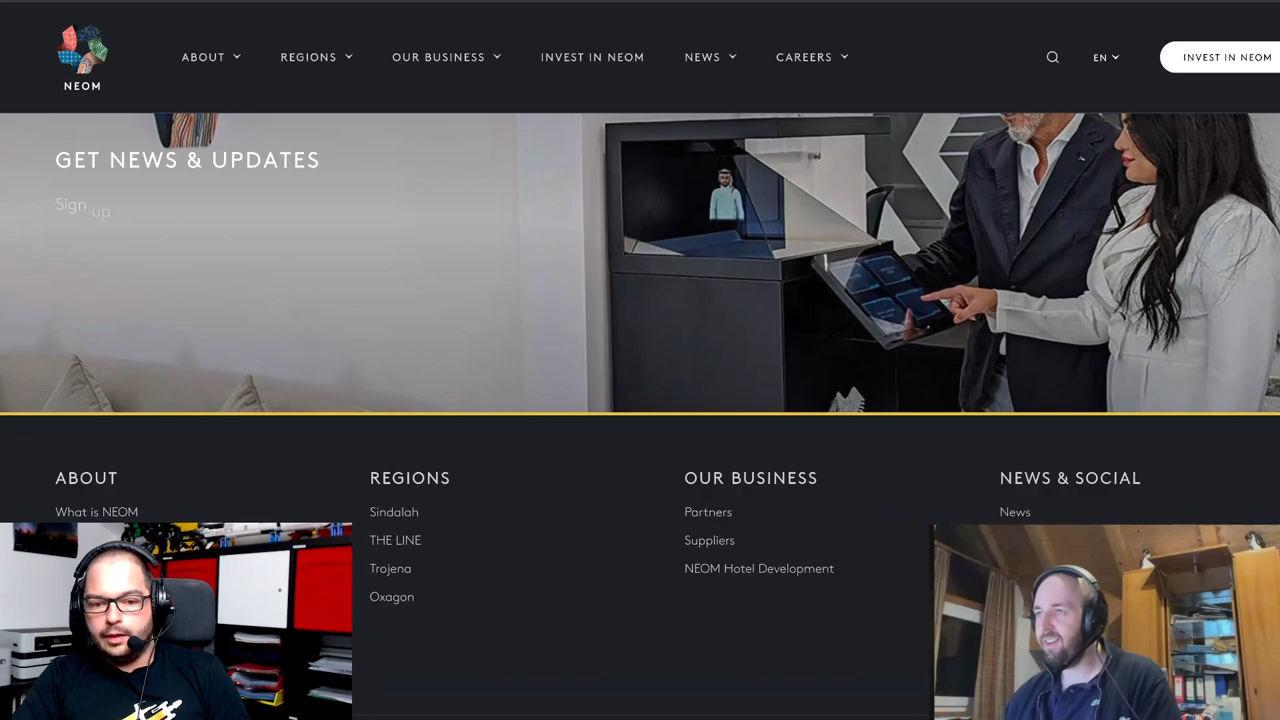 ABOUT
REGIONS
OUR BUSINESS
INVEST IN NEOM
NEWS
CAREERS
EN
INVEST IN NEOM
NEOM
GET NEWS & UPDATES
Sign up
ABOUT
What is NEOM
REGIONS
Sindalah
THE LINE
Trojena
Oxagon
OUR BUSINESS
Partners
Suppliers
NEOM Hotel Development
NEWS & SOCIAL
News